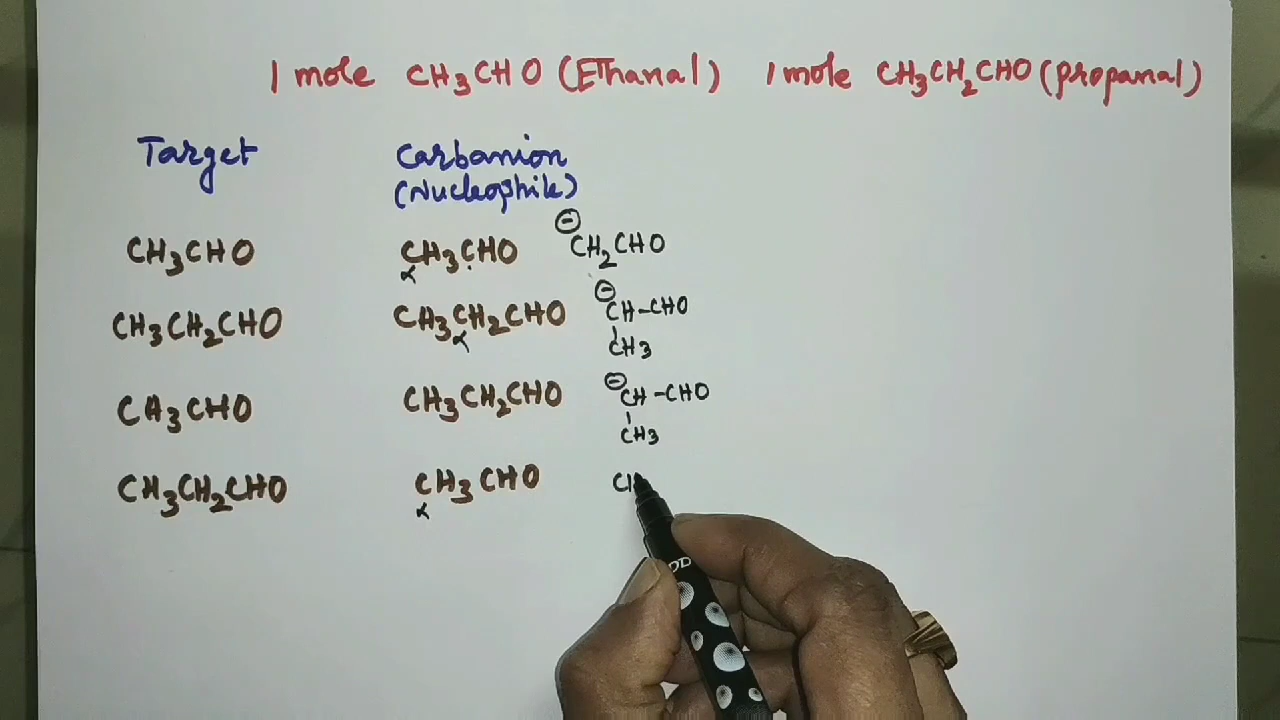 1 mole CH3CHO (Ethanal) 1 mole CH3CH2CHO (propanal)
Target Carbanion
(Nucleophile)
CH3CHO CH3CHO ⊖CH2CHO
α
CH3CH2CHO CH3CH2CHO ⊖CH-CHO
α CH3
CH3CHO CH3CH2CHO ⊖CH-CHO
CH3
CH3CH2CHO CH3CHO
α